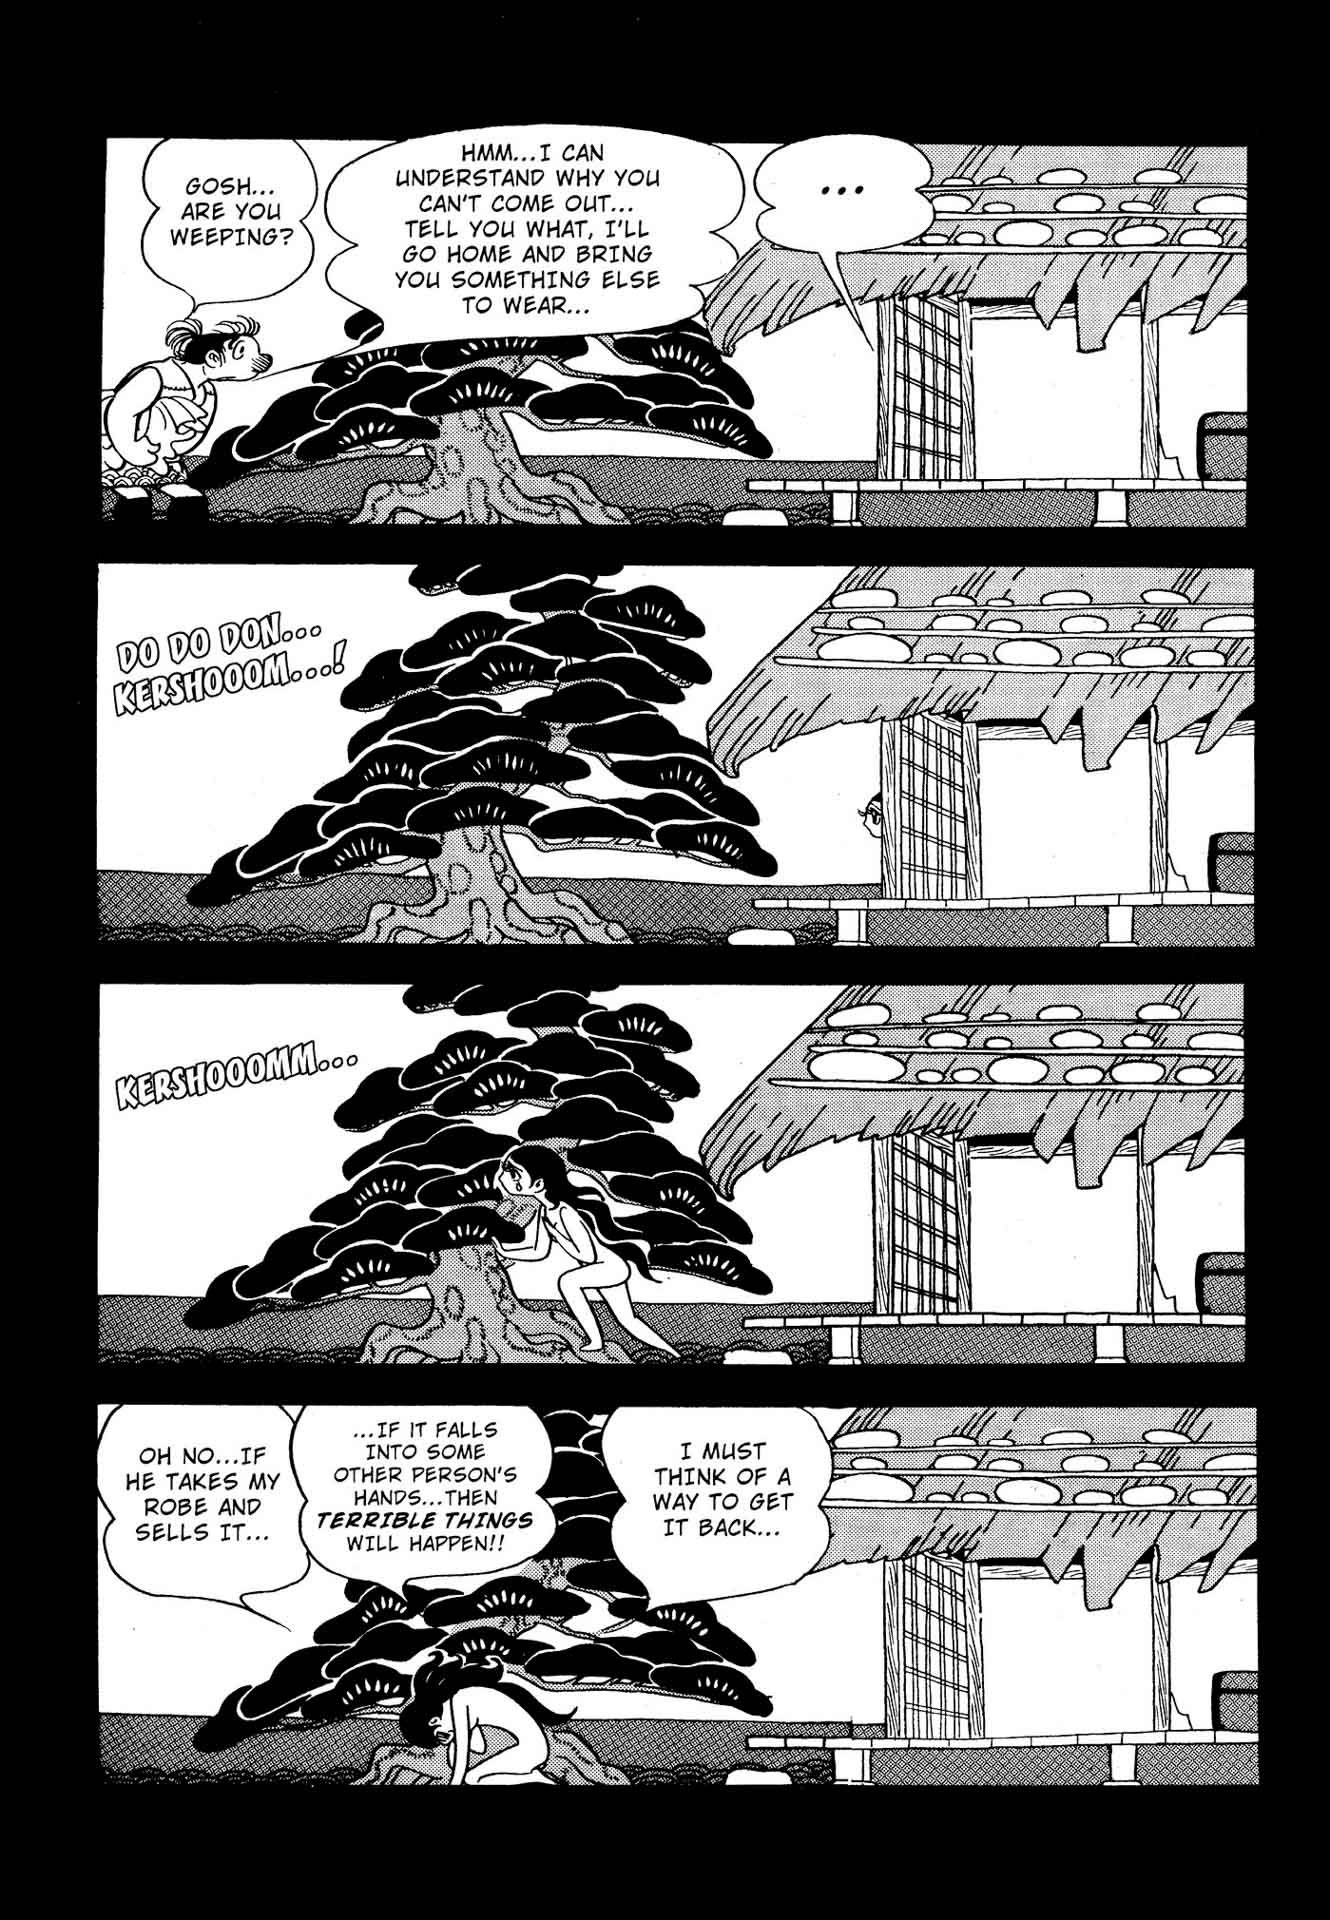 GOSH...
ARE YOU
WEEPING?
HMM...I CAN
UNDERSTAND WHY YOU
CAN'T COME OUT...
TELL YOU WHAT, I'LL
GO HOME AND BRING
YOU SOMETHING ELSE
TO WEAR...
...
DO DO DON...
KERSHOOOM...!
KERSHOOOMM...
OH NO...IF
HE TAKES MY
ROBE AND
SELLS IT...
...IF IT FALLS
INTO SOME
OTHER PERSON'S
HANDS...THEN
TERRIBLE THINGS
WILL HAPPEN!!
I MUST
THINK OF A
WAY TO GET
IT BACK...